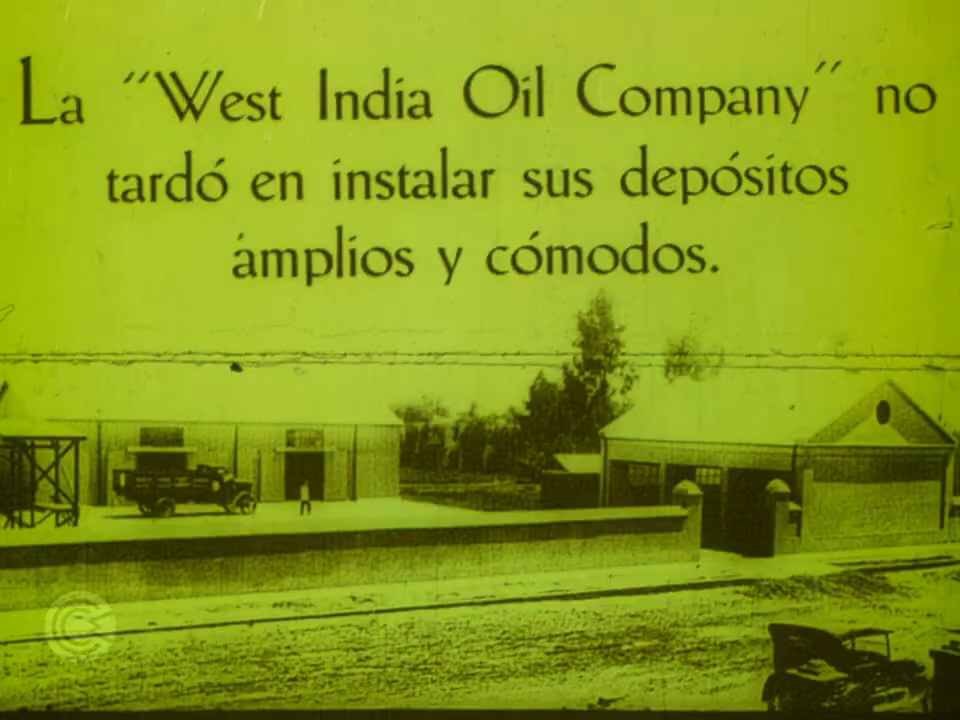 La "West India Oil Company" no
tardó en instalar sus depósitos
ámplios y cómodos.